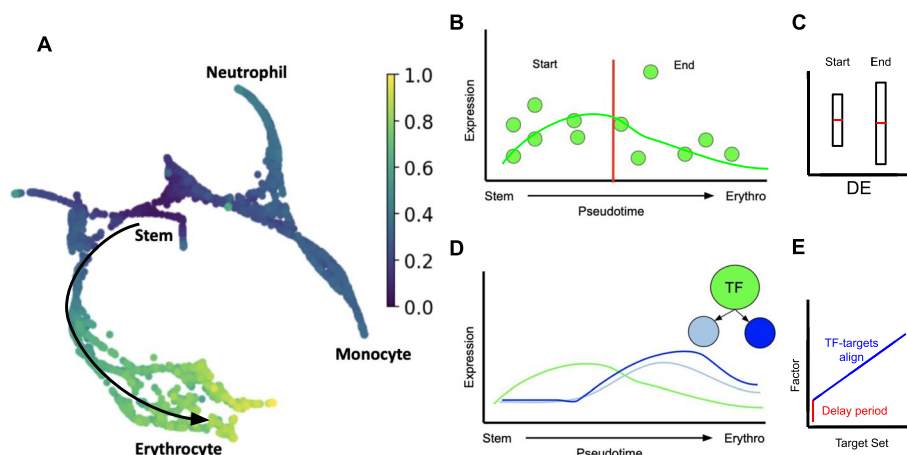 A
Neutrophil
1.0
0.8
0.6
0.4
0.2
0.0
Stem
Monocyte
Erythrocyte
B
Start
End
Expression
Stem
Erythro
Pseudotime
C
Start
End
DE
D
TF
Expression
Stem
Erythro
Pseudotime
E
TF-targets
align
Factor
Delay period
Target Set